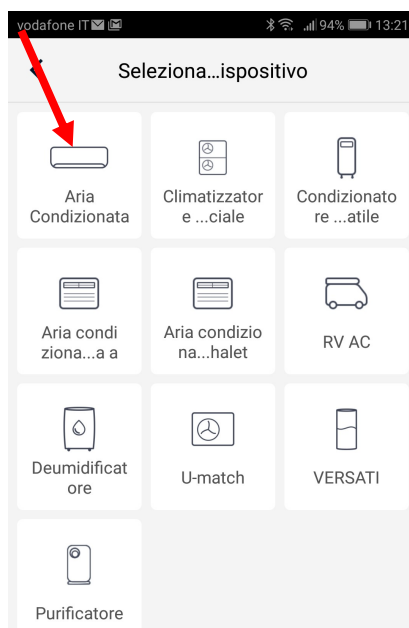 vodafone IT 94% 13:21
Seleziona...ispositivo
Aria
Condizionata
Climatizzator
e ...ciale
Condizionato
re ...atile
Aria condi
ziona...a a
Aria condizio
na...halet
RV AC
Deumidificat
ore
U-match
VERSATI
Purificatore